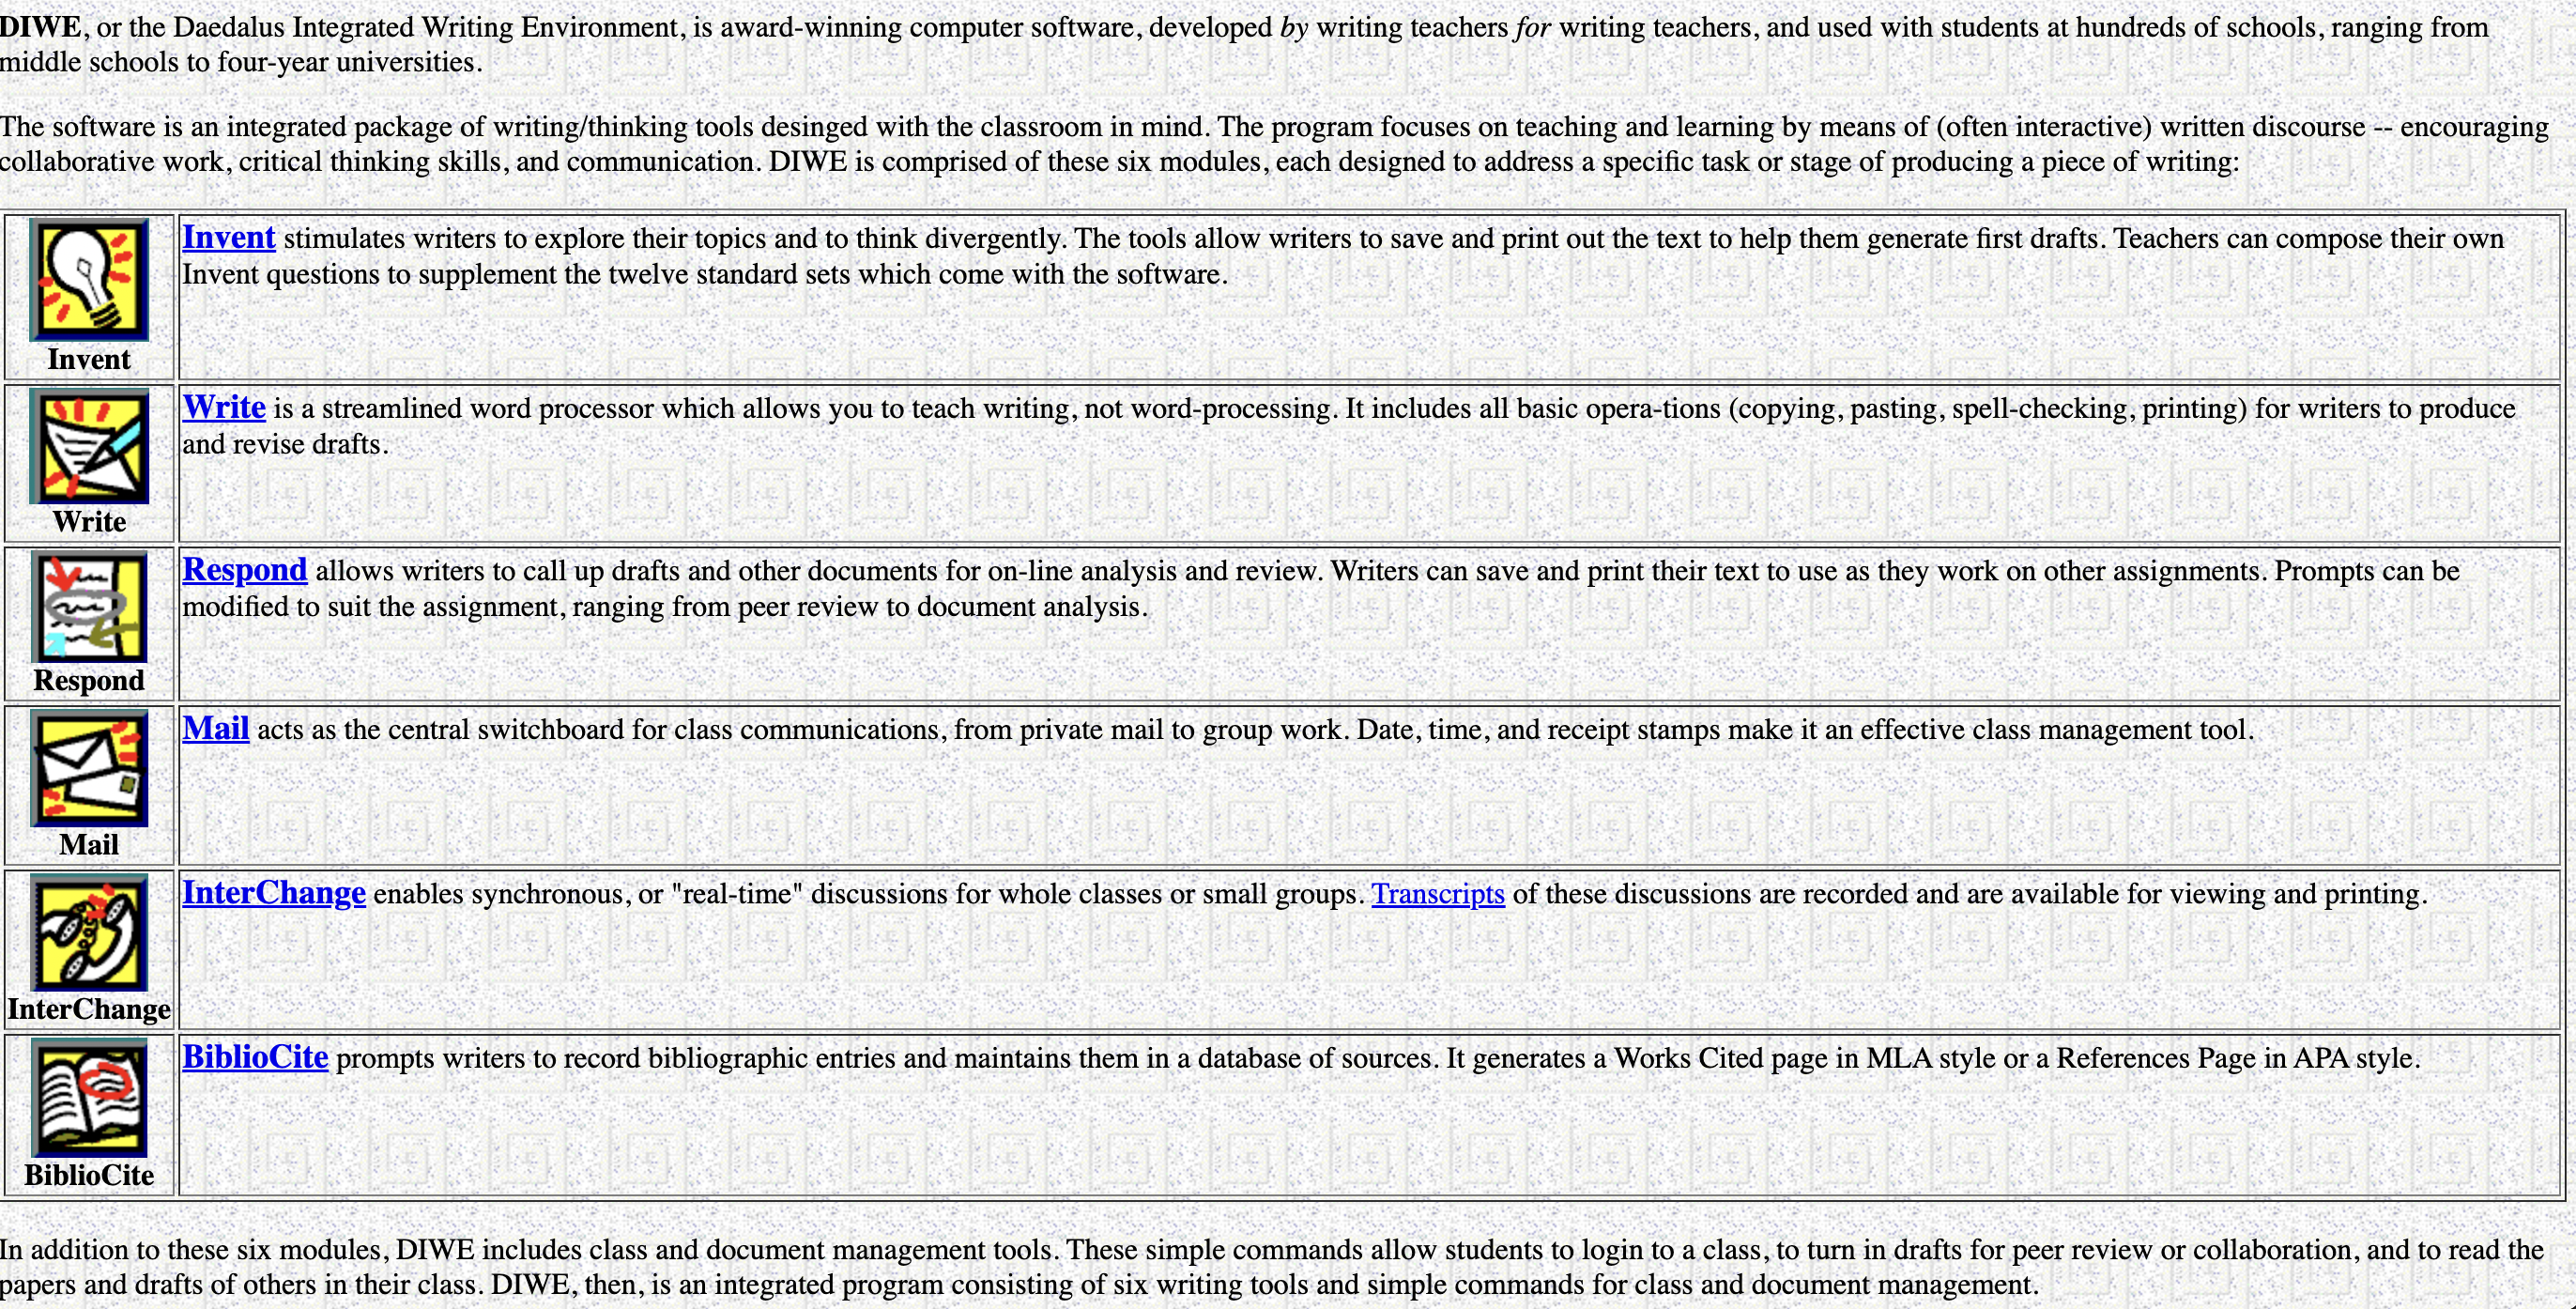 DIWE, or the Daedalus Integrated Writing Environment, is award-winning computer software, developed by writing teachers for writing teachers, and used with students at hundreds of schools, ranging from
middle schools to four-year universities.
The software is an integrated package of writing/thinking tools desinged with the classroom in mind. The program focuses on teaching and learning by means of (often interactive) written discourse -- encouraging
collaborative work, critical thinking skills, and communication. DIWE is comprised of these six modules, each designed to address a specific task or stage of producing a piece of writing:
Invent
Invent stimulates writers to explore their topics and to think divergently. The tools allow writers to save and print out the text to help them generate first drafts. Teachers can compose their own
Invent questions to supplement the twelve standard sets which come with the software.
Write
Write is a streamlined word processor which allows you to teach writing, not word-processing. It includes all basic opera-tions (copying, pasting, spell-checking, printing) for writers to produce
and revise drafts.
Respond
Respond allows writers to call up drafts and other documents for on-line analysis and review. Writers can save and print their text to use as they work on other assignments. Prompts can be
modified to suit the assignment, ranging from peer review to document analysis.
Mail
Mail acts as the central switchboard for class communications, from private mail to group work. Date, time, and receipt stamps make it an effective class management tool.
InterChange
InterChange enables synchronous, or "real-time" discussions for whole classes or small groups. Transcripts of these discussions are recorded and are available for viewing and printing.
BiblioCite
BiblioCite prompts writers to record bibliographic entries and maintains them in a database of sources. It generates a Works Cited page in MLA style or a References Page in APA style.
In addition to these six modules, DIWE includes class and document management tools. These simple commands allow students to login to a class, to turn in drafts for peer review or collaboration, and to read the
papers and drafts of others in their class. DIWE, then, is an integrated program consisting of six writing tools and simple commands for class and document management.